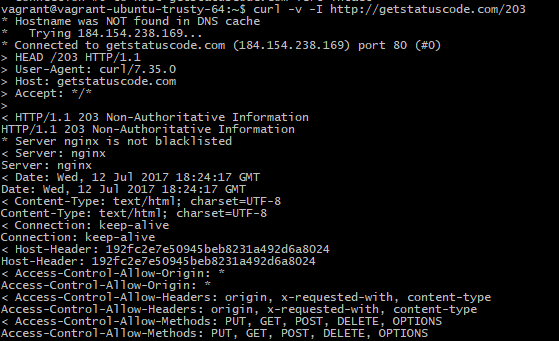 vagrant@vagrant-ubuntu-trusty-64:~$ curl -v -I http://getstatuscode.com/203
* Hostname was NOT found in DNS cache
*   Trying 184.154.238.169...
* Connected to getstatuscode.com (184.154.238.169) port 80 (#0)
> HEAD /203 HTTP/1.1
> User-Agent: curl/7.35.0
> Host: getstatuscode.com
> Accept: */*
>
< HTTP/1.1 203 Non-Authoritative Information
HTTP/1.1 203 Non-Authoritative Information
* Server nginx is not blacklisted
< Server: nginx
Server: nginx
< Date: Wed, 12 Jul 2017 18:24:17 GMT
Date: Wed, 12 Jul 2017 18:24:17 GMT
< Content-Type: text/html; charset=UTF-8
Content-Type: text/html; charset=UTF-8
< Connection: keep-alive
Connection: keep-alive
< Host-Header: 192fc2e7e50945beb8231a492d6a8024
Host-Header: 192fc2e7e50945beb8231a492d6a8024
< Access-Control-Allow-Origin: *
Access-Control-Allow-Origin: *
< Access-Control-Allow-Headers: origin, x-requested-with, content-type
Access-Control-Allow-Headers: origin, x-requested-with, content-type
< Access-Control-Allow-Methods: PUT, GET, POST, DELETE, OPTIONS
Access-Control-Allow-Methods: PUT, GET, POST, DELETE, OPTIONS